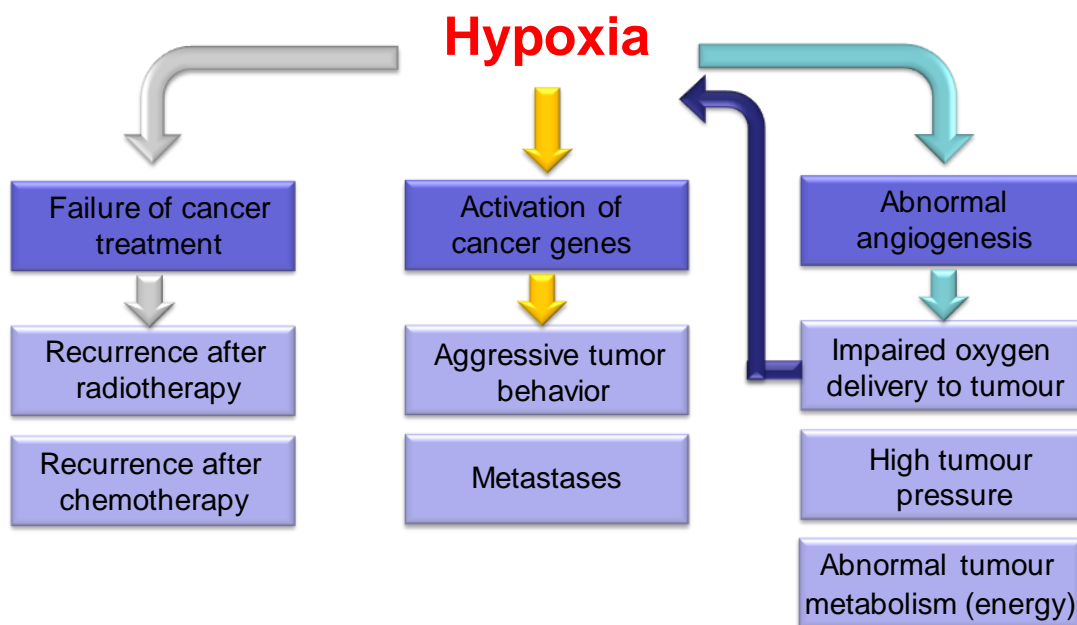 Hypoxia
Failure of cancer
treatment
Recurrence after
radiotherapy
Recurrence after
chemotherapy
Activation of
cancer genes
Aggressive tumor
behavior
Metastases
Abnormal
angiogenesis
Impaired oxygen
delivery to tumour
High tumour
pressure
Abnormal tumour
metabolism (energy)